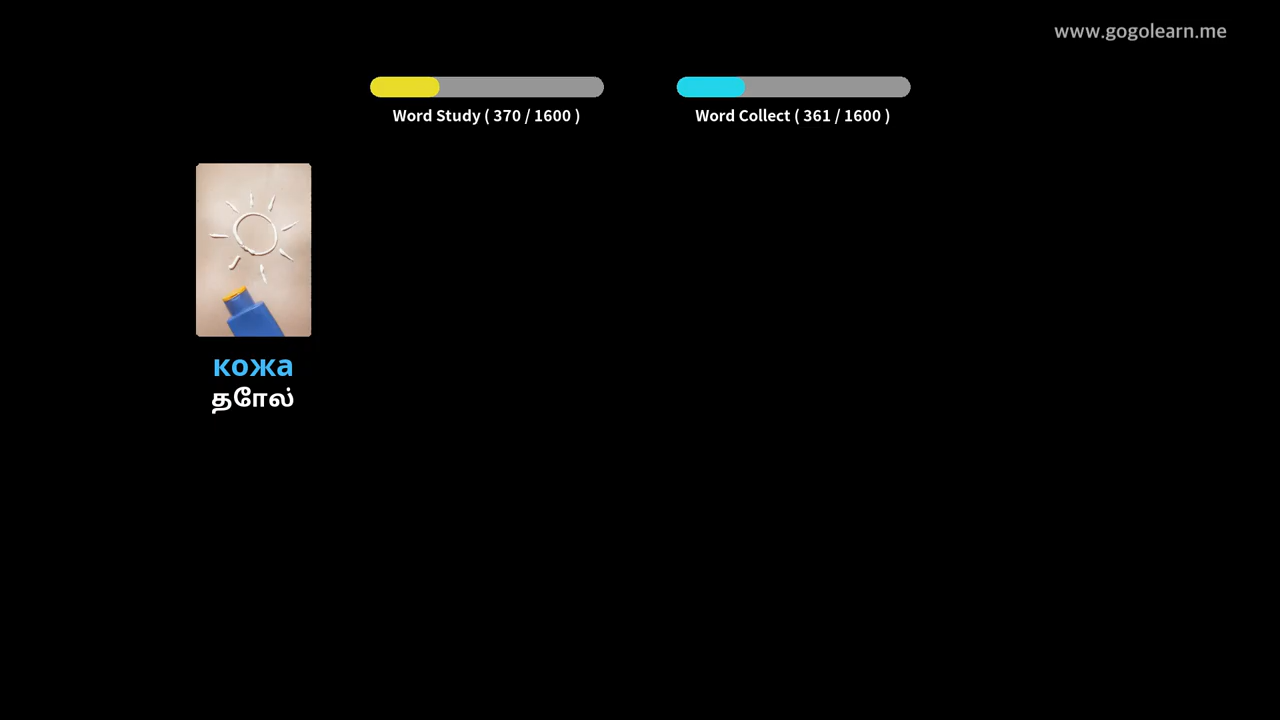 www.gogolearn.me
Word Study ( 370 / 1600 )
Word Collect ( 361 / 1600 )
кожа
தோல்